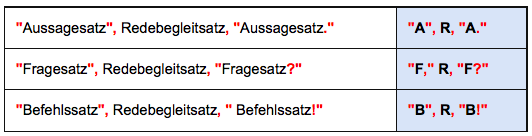 "Aussagesatz", Redebegleitsatz, "Aussagesatz." "A", R, "A."
"Fragesatz", Redebegleitsatz, "Fragesatz?" "F," R, "F?"
"Befehlssatz", Redebegleitsatz, " Befehlssatz!" "B", R, "B!"